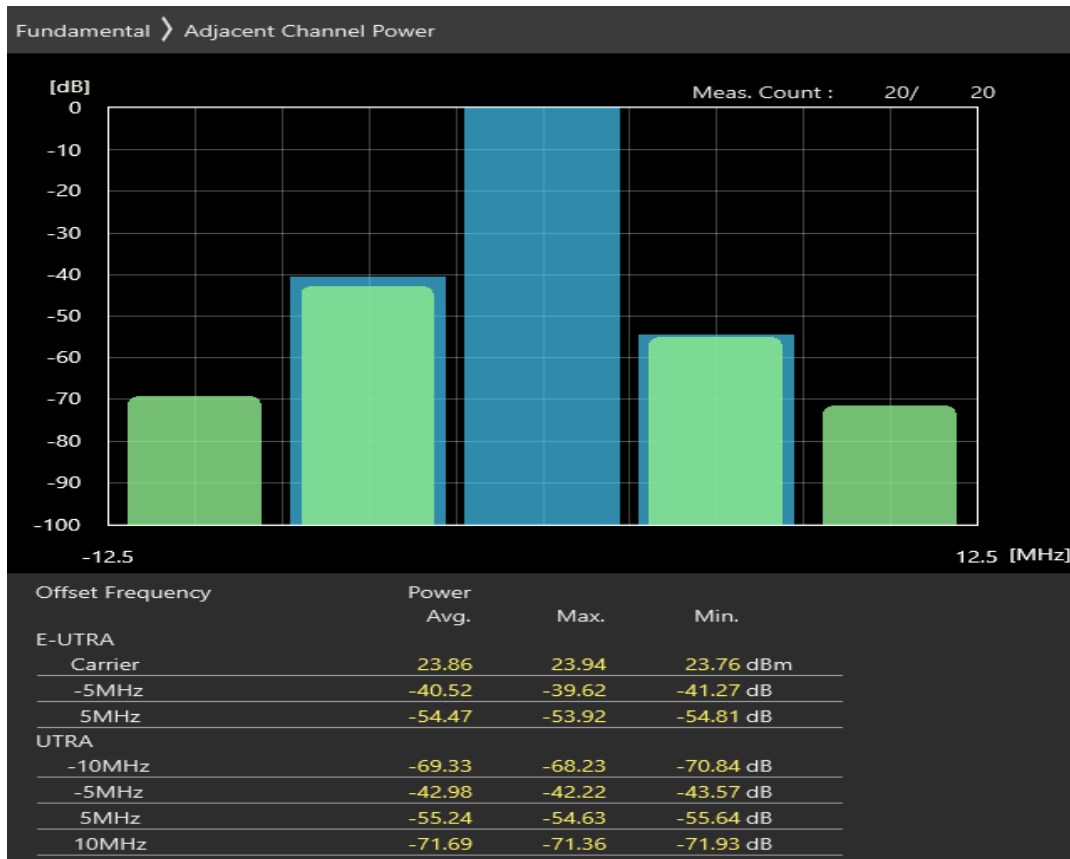 Fundamental 〉 Adjacent Channel Power
[dB]
Meas. Count : 20/ 20
0
-10
-20
-30
-40
-50
-60
-70
-80
-90
-100
-12.5 12.5 [MHz]
Offset Frequency Power
Avg. Max. Min.
E-UTRA
Carrier 23.86 23.94 23.76 dBm
-5MHz -40.52 -39.62 -41.27 dB
5MHz -54.47 -53.92 -54.81 dB
UTRA
-10MHz -69.33 -68.23 -70.84 dB
-5MHz -42.98 -42.22 -43.57 dB
5MHz -55.24 -54.63 -55.64 dB
10MHz -71.69 -71.36 -71.93 dB